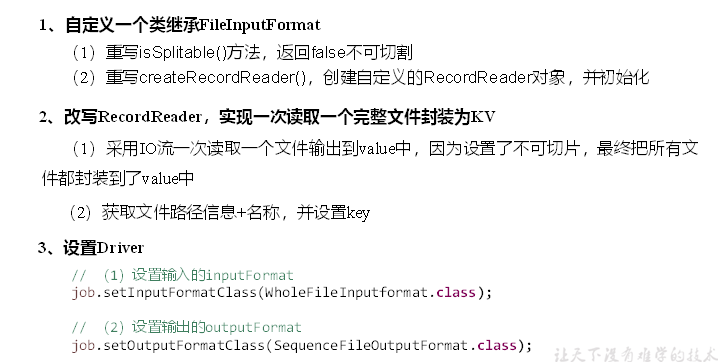 1、自定义一个类继承FileInputFormat
（1）重写isSplitable()方法，返回false不可切割
（2）重写createRecordReader()，创建自定义的RecordReader对象，并初始化
2、改写RecordReader，实现一次读取一个完整文件封装为KV
（1）采用IO流一次读取一个文件输出到value中，因为设置了不可切片，最终把所有文
件都封装到了value中
（2）获取文件路径信息+名称，并设置key
3、设置Driver
// （1）设置输入的inputFormat
job.setInputFormatClass(WholeFileInputformat.class);
// （2）设置输出的outputFormat
job.setOutputFormatClass(SequenceFileOutputFormat.class);
让天下没有难学的技术